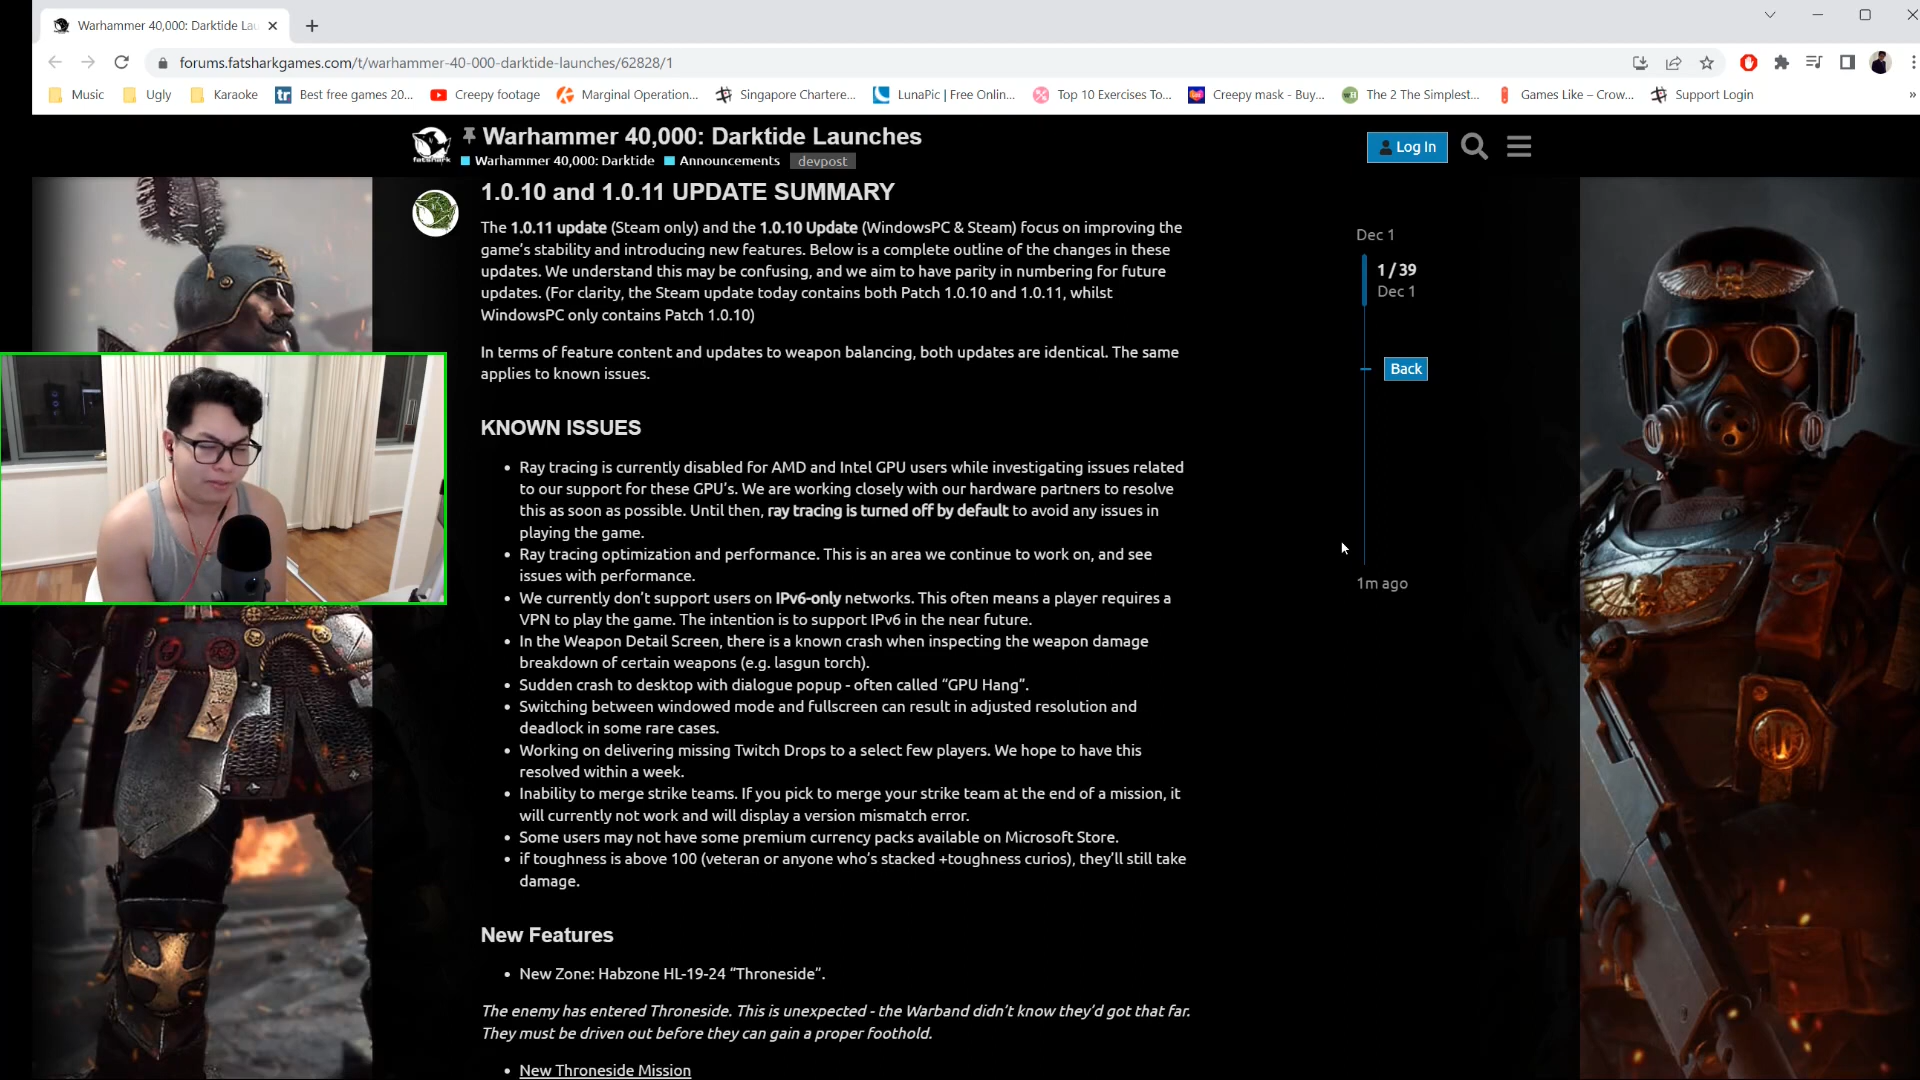 Warhammer 40,000: Darktide Lau
forums.fatsharkgames.com/t/warhammer-40-000-darktide-launches/62828/1
Music Ugly Karaoke Best free games 20... Creepy footage Marginal Operation... Singapore Chartere... LunaPic | Free Onlin... Top 10 Exercises To... Creepy mask - Buy... The 2 The Simplest... Games Like – Crow... Support Login »
Warhammer 40,000: Darktide Launches
Warhammer 40,000: Darktide Announcements devpost
fatshark
Log In
1.0.10 and 1.0.11 UPDATE SUMMARY
The 1.0.11 update (Steam only) and the 1.0.10 Update (WindowsPC & Steam) focus on improving the
game's stability and introducing new features. Below is a complete outline of the changes in these
updates. We understand this may be confusing, and we aim to have parity in numbering for future
updates. (For clarity, the Steam update today contains both Patch 1.0.10 and 1.0.11, whilst
WindowsPC only contains Patch 1.0.10)
In terms of feature content and updates to weapon balancing, both updates are identical. The same
applies to known issues.
Dec 1
1 / 39
Dec 1
Back
1m ago
KNOWN ISSUES
• Ray tracing is currently disabled for AMD and Intel GPU users while investigating issues related
to our support for these GPU's. We are working closely with our hardware partners to resolve
this as soon as possible. Until then, ray tracing is turned off by default to avoid any issues in
playing the game.
• Ray tracing optimization and performance. This is an area we continue to work on, and see
issues with performance.
• We currently don't support users on IPv6-only networks. This often means a player requires a
VPN to play the game. The intention is to support IPv6 in the near future.
• In the Weapon Detail Screen, there is a known crash when inspecting the weapon damage
breakdown of certain weapons (e.g. lasgun torch).
• Sudden crash to desktop with dialogue popup - often called “GPU Hang”.
• Switching between windowed mode and fullscreen can result in adjusted resolution and
deadlock in some rare cases.
• Working on delivering missing Twitch Drops to a select few players. We hope to have this
resolved within a week.
• Inability to merge strike teams. If you pick to merge your strike team at the end of a mission, it
will currently not work and will display a version mismatch error.
• Some users may not have some premium currency packs available on Microsoft Store.
• if toughness is above 100 (veteran or anyone who's stacked +toughness curios), they'll still take
damage.
New Features
• New Zone: Habzone HL-19-24 “Throneside”.
The enemy has entered Throneside. This is unexpected - the Warband didn't know they'd got that far.
They must be driven out before they can gain a proper foothold.
• New Throneside Mission